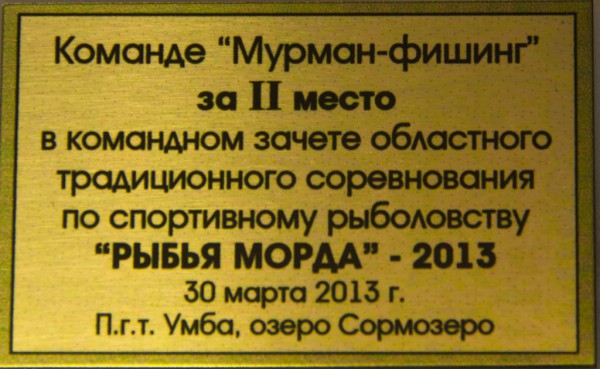 Команде “Мурман-фишинг”
за II место
в командном зачете областного
традиционного соревнования
по спортивному рыболовству
“РЫБЬЯ МОРДА” - 2013
30 марта 2013 г.
П.г.т. Умба, озеро Сормозеро